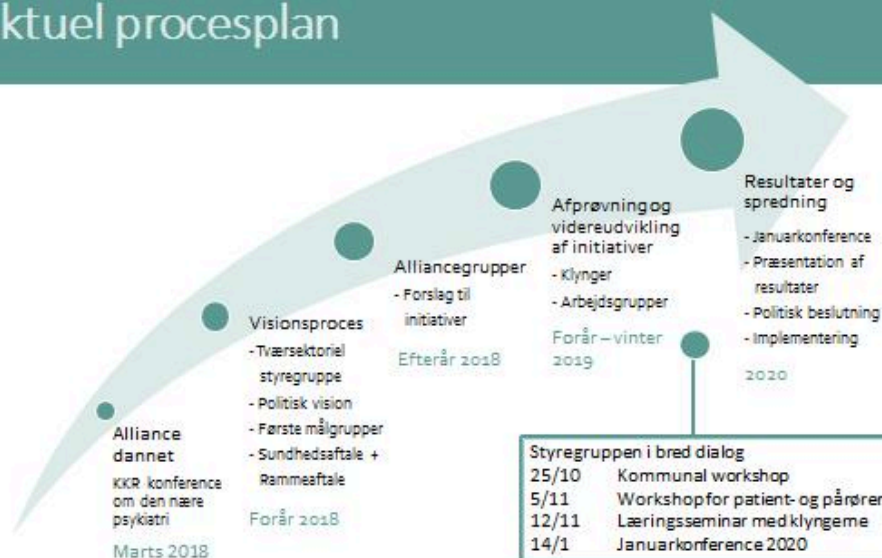 ktuel procesplan
Alliance
dannet
KKR konference
om den nære
psykiatri
Marts 2018
Visionsproces
- Tværsektoriel
styregruppe
- Politisk vision
- Første målgrupper
- Sundhedsaftale +
Rammeaftale
Forår 2018
Alliancegrupper
- Forslag til
initiativer
Efterår 2018
Afprøvning og
videreudvikling
af initiativer
- Klynger
- Arbejdsgrupper
Forår – vinter
2019
Resultater og
spredning
- Januarkonference
- Præsentation af
resultater
- Politisk beslutning
- Implementering
2020
Styregruppen i bred dialog
25/10 Kommunal workshop
5/11 Workshop for patient- og pårører
12/11 Læringsseminar med klyngerne
14/1 Januarkonference 2020